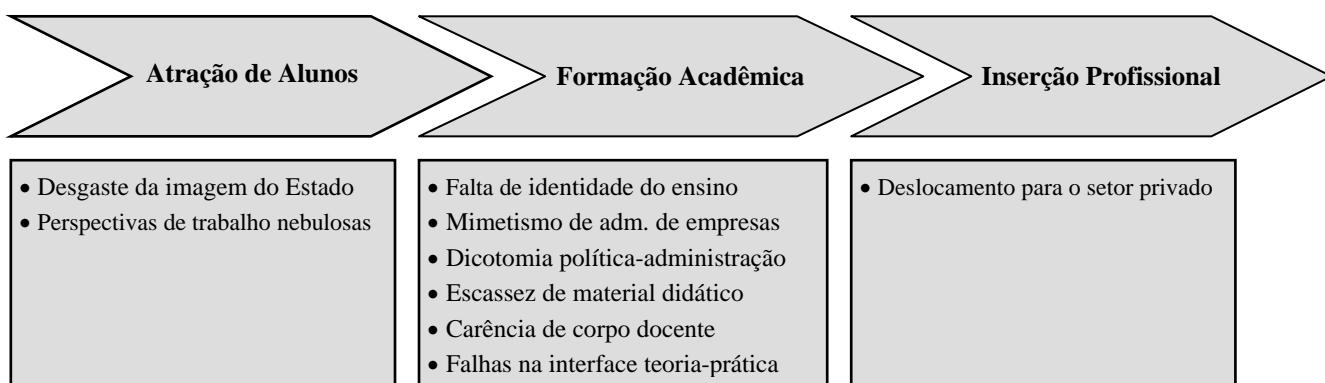 Atração de Alunos
Formação Acadêmica
Inserção Profissional
• Desgaste da imagem do Estado
• Perspectivas de trabalho nebulosas
• Falta de identidade do ensino
• Mimetismo de adm. de empresas
• Dicotomia política-administração
• Escassez de material didático
• Carência de corpo docente
• Falhas na interface teoria-prática
• Deslocamento para o setor privado